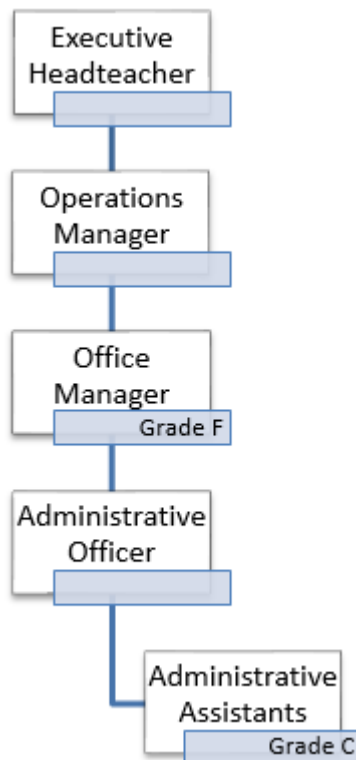 Executive
Headteacher
Operations
Manager
Office
Manager
Grade F
Administrative
Officer
Administrative
Assistants
Grade C